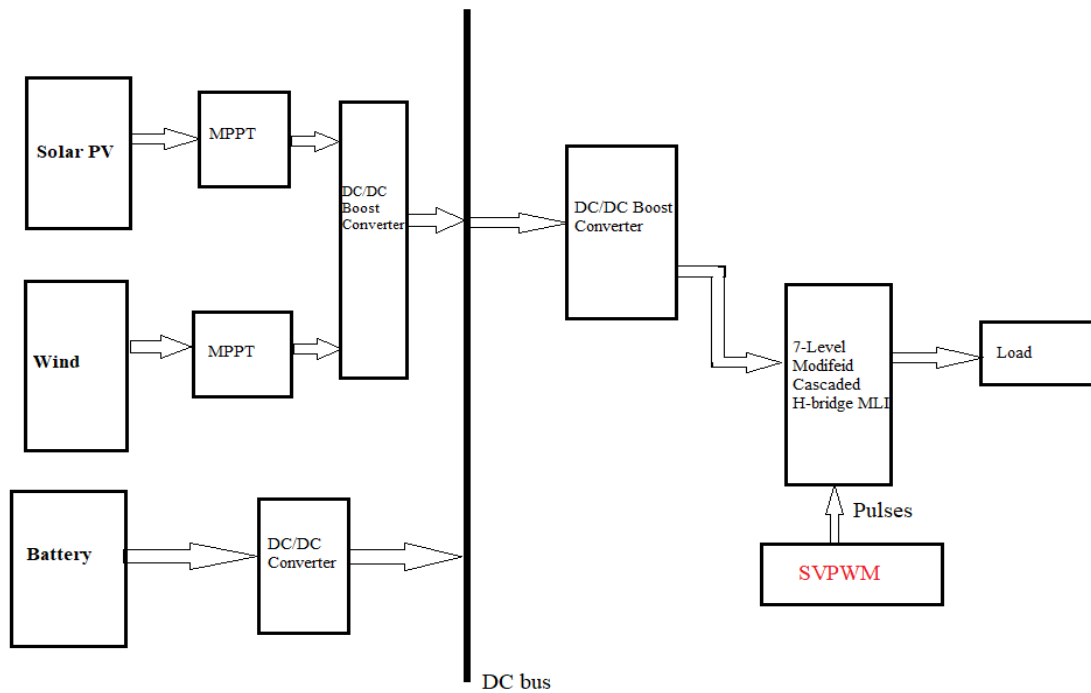 Solar PV
MPPT
DC/DC
Boost
Converter
Wind
MPPT
Battery
DC/DC
Converter
DC bus
DC/DC Boost
Converter
7-Level
Modifeid
Cascaded
H-bridge MLI
Load
Pulses
SVPWM